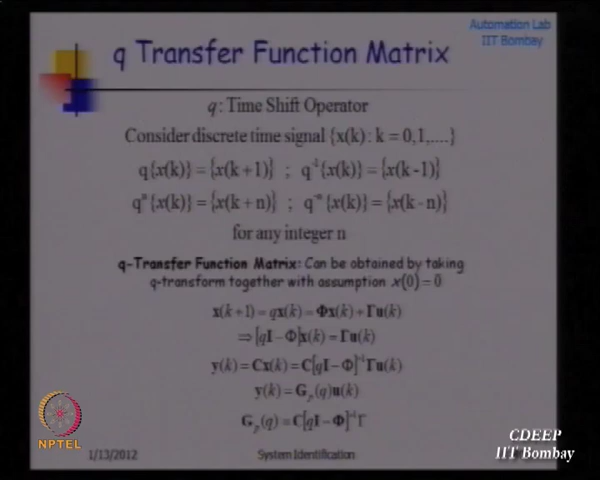 Automation Lab
IIT Bombay
q Transfer Function Matrix
q : Time Shift Operator
Consider discrete time signal {x(k) : k = 0,1,....}
q{x(k)} = {x(k+1)} ; q⁻¹{x(k)} = {x(k-1)}
qⁿ{x(k)} = {x(k+n)} ; q⁻ⁿ{x(k)} = {x(k-n)}
for any integer n
q-Transfer Function Matrix: Can be obtained by taking
q-transform together with assumption x(0) = 0
x(k+1) = qx(k) = Φx(k) + Γu(k)
⇒ [qI − Φ]x(k) = Γu(k)
y(k) = Cx(k) = C[qI − Φ]⁻¹Γu(k)
y(k) = G_p(q)u(k)
G_p(q) = C[qI − Φ]⁻¹Γ
NPTEL
1/13/2012
System Identification
CDEEP
IIT Bombay